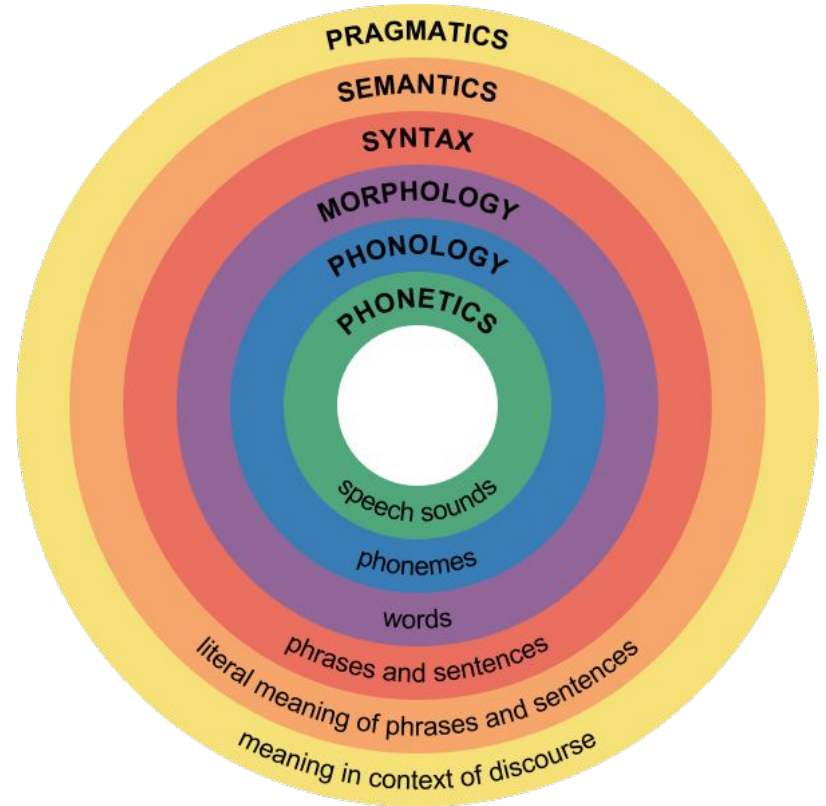 PRAGMATICS
SEMANTICS
SYNTAX
MORPHOLOGY
PHONOLOGY
PHONETICS
speech sounds
phonemes
words
phrases and sentences
literal meaning of phrases and sentences
meaning in context of discourse